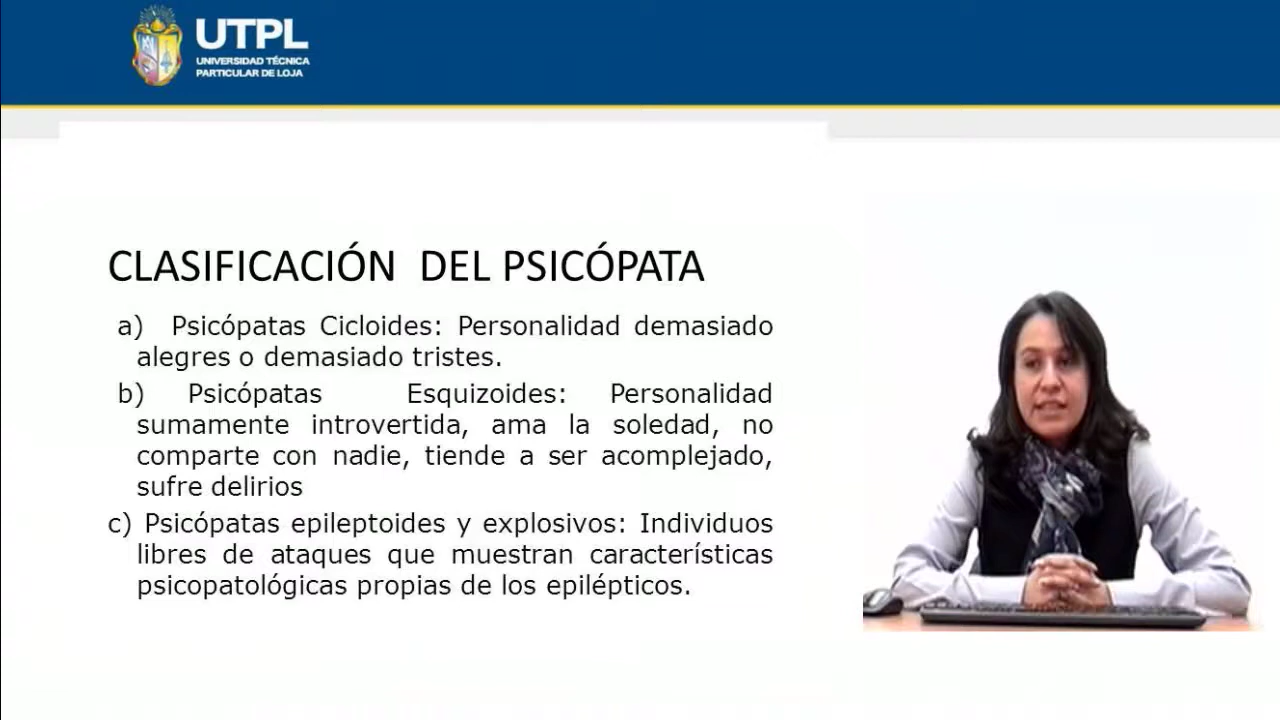 UTPL
UNIVERSIDAD TÉCNICA
PARTICULAR DE LOJA
CLASIFICACIÓN DEL PSICÓPATA
a) Psicópatas Cicloides: Personalidad demasiado
alegres o demasiado tristes.
b) Psicópatas Esquizoides: Personalidad
sumamente introvertida, ama la soledad, no
comparte con nadie, tiende a ser acomplejado,
sufre delirios
c) Psicópatas epileptoides y explosivos: Individuos
libres de ataques que muestran características
psicopatológicas propias de los epilépticos.